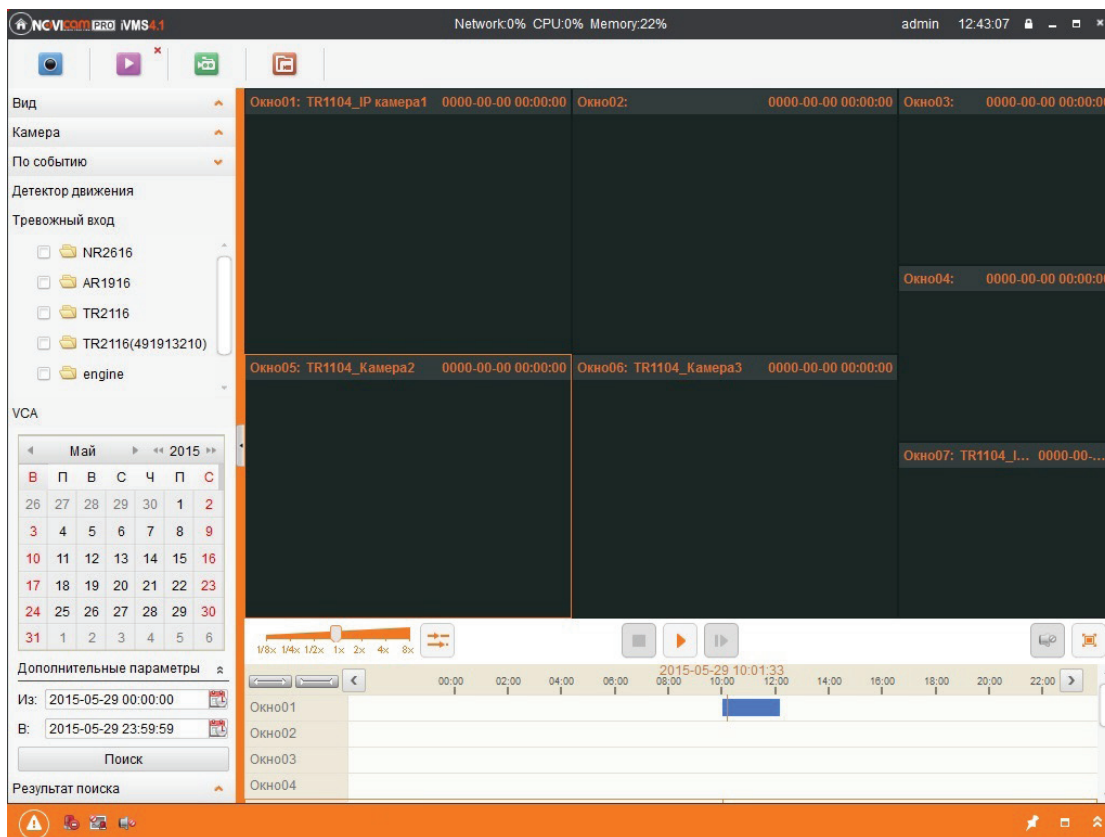 NOVIcam PRO iVMS4.1 Network:0% CPU:0% Memory:22% admin 12:43:07
Вид
Камера
По событию
Детектор движения
Тревожный вход
NR2616
AR1916
TR2116
TR2116(491913210)
engine
VCA
Май 2015
В П В С Ч П С
26 27 28 29 30 1 2
3 4 5 6 7 8 9
10 11 12 13 14 15 16
17 18 19 20 21 22 23
24 25 26 27 28 29 30
31 1 2 3 4 5 6
Дополнительные параметры
Из: 2015-05-29 00:00:00
В: 2015-05-29 23:59:59
Поиск
Результат поиска
Окно01: TR1104_IP камера1 0000-00-00 00:00:00
Окно02: 0000-00-00 00:00:00
Окно03: 0000-00-00 00:00:0
Окно04: 0000-00-00 00:00:0
Окно05: TR1104_Камера2 0000-00-00 00:00:00
Окно06: TR1104_Камера3 0000-00-00 00:00:00
Окно07: TR1104_I... 0000-00-...
1/8x 1/4x 1/2x 1x 2x 4x 8x
2015-05-29 10:01:33
00:00 02:00 04:00 06:00 08:00 10:00 12:00 14:00 16:00 18:00 20:00 22:00
Окно01
Окно02
Окно03
Окно04